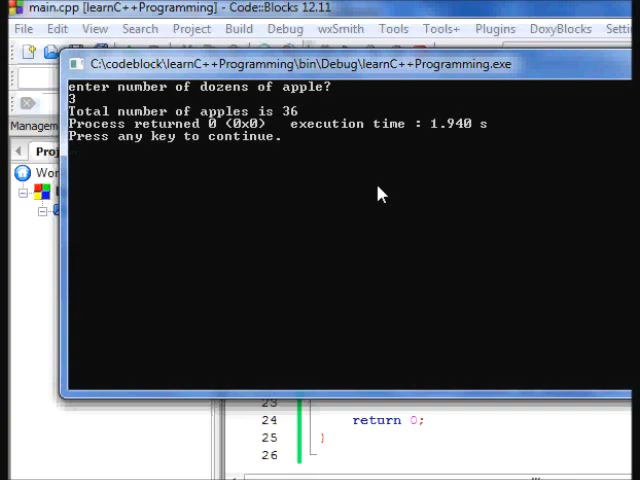 main.cpp [learnC++Programming] - Code::Blocks 12.11
File Edit View Search Project Build Debug Fortran wxSmith Tools Tools+ Plugins DoxyBlocks
C:\codeblock\learnC++Programming\bin\Debug\learnC++Programming.exe
enter number of dozens of apple?
3
Total number of apples is 36
Process returned 0 (0x0)   execution time : 1.940 s
Press any key to continue.
23
24 return 0;
25 }
26